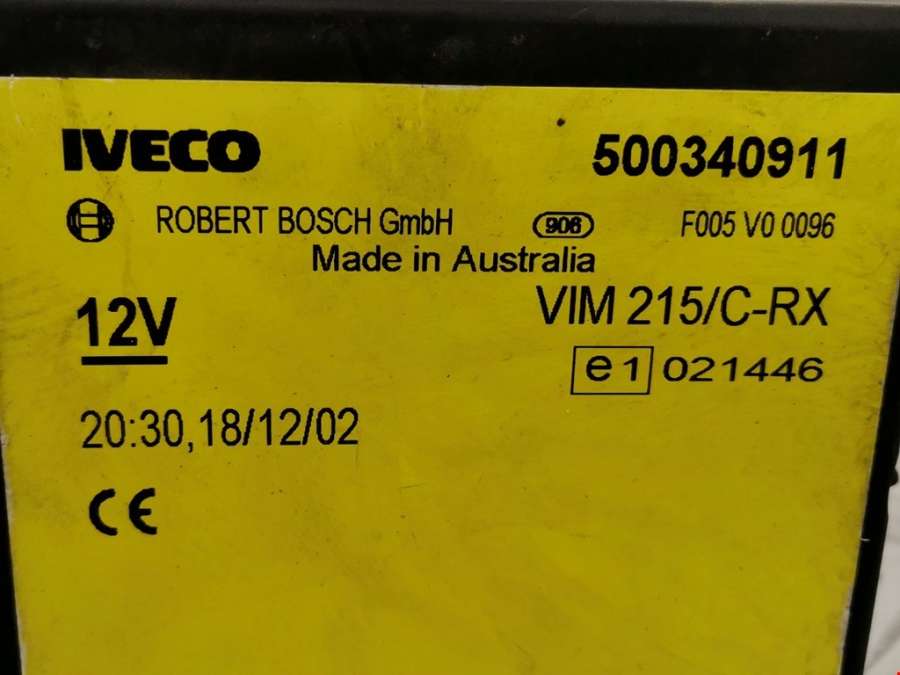 IVECO 500340911
ROBERT BOSCH GmbH 908 F005 V0 0096
Made in Australia
12V VIM 215/C-RX
e1 021446
20:30,18/12/02
CE